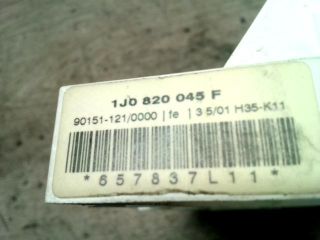 1J0 820 045 F
90151-121/0000 | fe | 3 5/01 H35-K11
*657837L11*